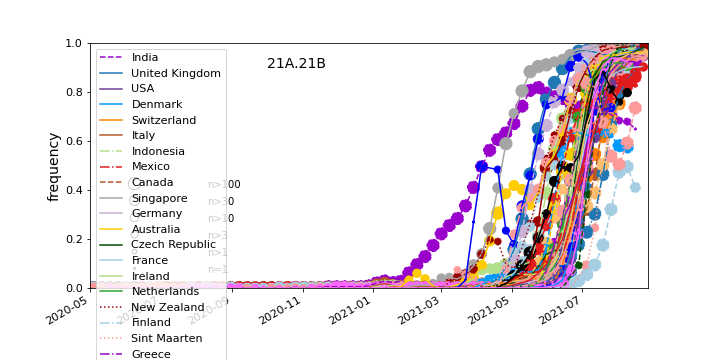 21A.21B
1.0
0.8
0.6
0.4
0.2
0.0
frequency
India
United Kingdom
USA
Denmark
Switzerland
Italy
Indonesia
Mexico
Canada
Singapore
Germany
Australia
Czech Republic
France
Ireland
Netherlands
New Zealand
Finland
Sint Maarten
Greece
n>100
n>30
n>10
n>3
n>1
n=1
2020-05
2020-07
2020-09
2020-11
2021-01
2021-03
2021-05
2021-07